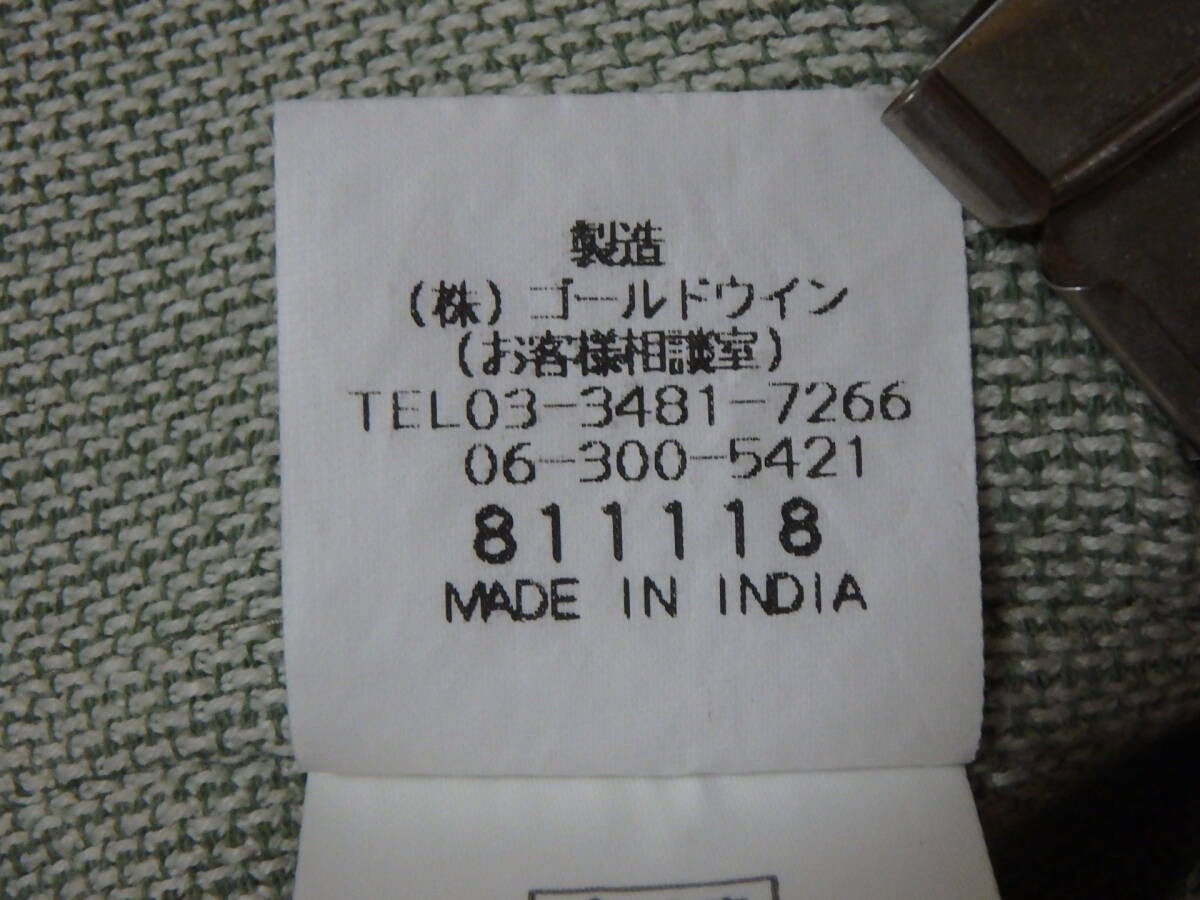 製造
(株)ゴールドウイン
(お客様相談室)
TEL03-3481-7266
06-300-5421
811118
MADE IN INDIA